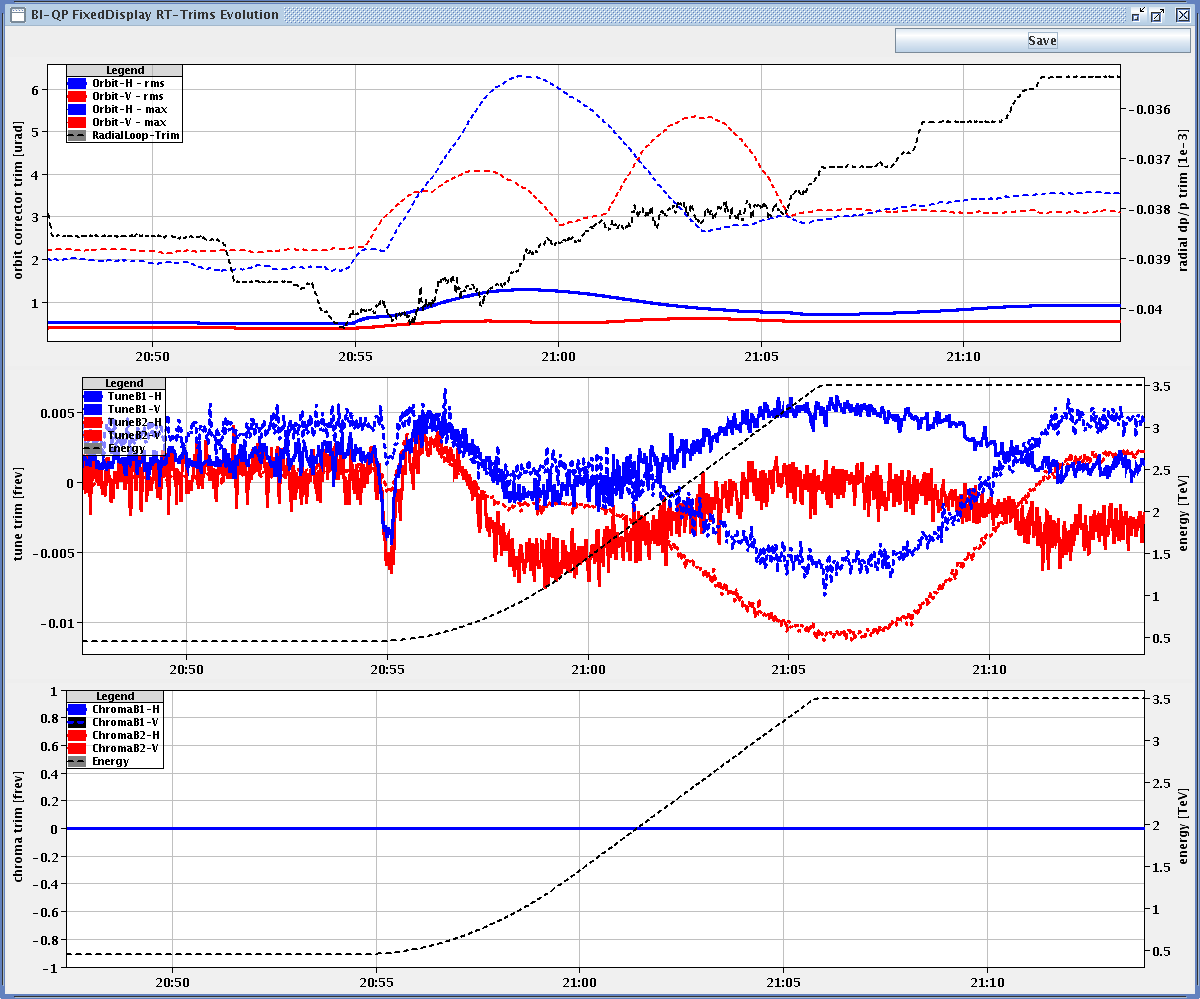 BI-QP FixedDisplay RT-Trims Evolution
Save
Legend
Orbit-H - rms
Orbit-V - rms
Orbit-H - max
Orbit-V - max
RadialLoop-Trim
orbit corrector trim [urad]
6
5
4
3
2
1
radial dp/p trim [1e-3]
-0.036
-0.037
-0.038
-0.039
-0.04
20:50 20:55 21:00 21:05 21:10
Legend
TuneB1-H
TuneB1-V
TuneB2-H
TuneB2-V
Energy
tune trim [frev]
0.005
0
-0.005
-0.01
energy [TeV]
3.5
3
2.5
2
1.5
1
0.5
20:50 20:55 21:00 21:05 21:10
Legend
ChromaB1-H
ChromaB1-V
ChromaB2-H
ChromaB2-V
Energy
chroma trim [frev]
1
0.8
0.6
0.4
0.2
0
-0.2
-0.4
-0.6
-0.8
-1
energy [TeV]
3.5
3
2.5
2
1.5
1
0.5
20:50 20:55 21:00 21:05 21:10